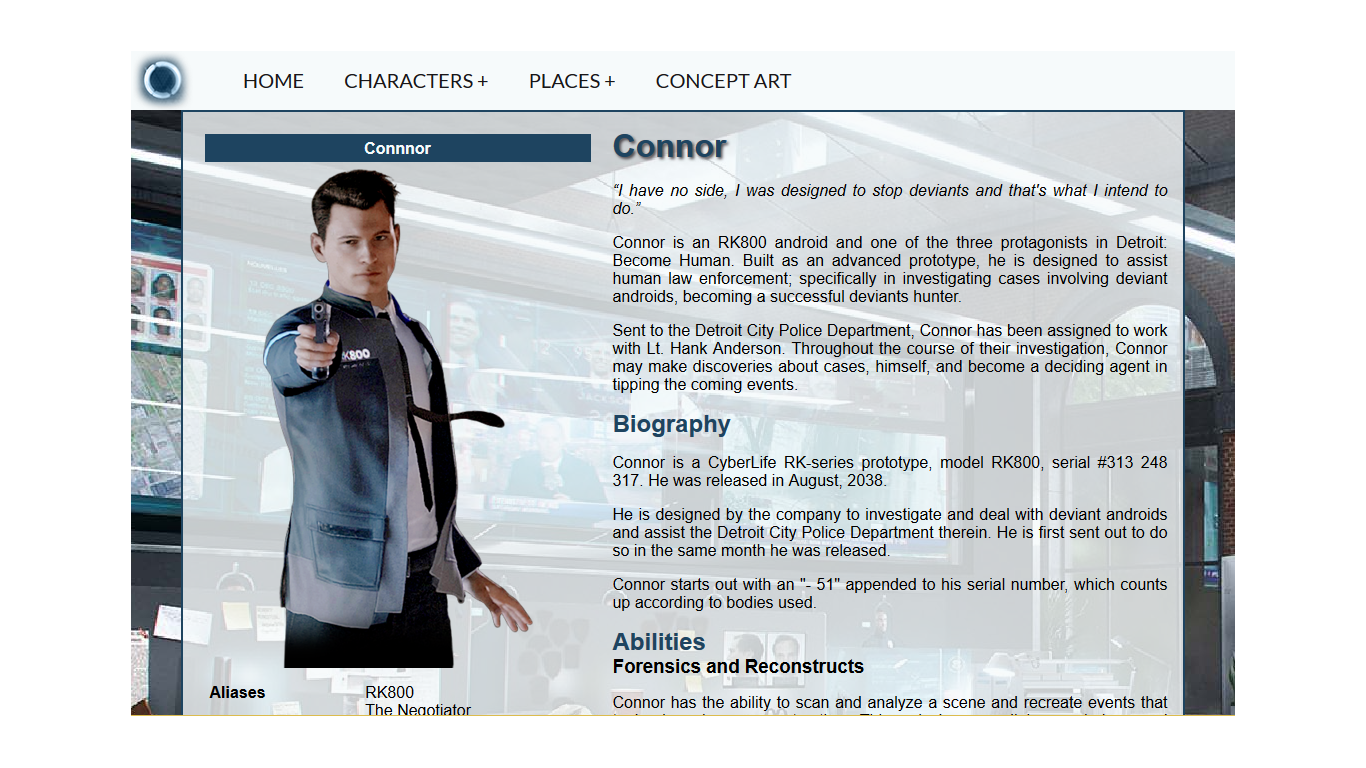 HOME CHARACTERS + PLACES + CONCEPT ART
Connnor
RK800
Aliases RK800
The Negotiator
Connor
“I have no side, I was designed to stop deviants and that's what I intend to
do.”
Connor is an RK800 android and one of the three protagonists in Detroit:
Become Human. Built as an advanced prototype, he is designed to assist
human law enforcement; specifically in investigating cases involving deviant
androids, becoming a successful deviants hunter.
Sent to the Detroit City Police Department, Connor has been assigned to work
with Lt. Hank Anderson. Throughout the course of their investigation, Connor
may make discoveries about cases, himself, and become a deciding agent in
tipping the coming events.
Biography
Connor is a CyberLife RK-series prototype, model RK800, serial #313 248
317. He was released in August, 2038.
He is designed by the company to investigate and deal with deviant androids
and assist the Detroit City Police Department therein. He is first sent out to do
so in the same month he was released.
Connor starts out with an "- 51" appended to his serial number, which counts
up according to bodies used.
Abilities
Forensics and Reconstructs
Connor has the ability to scan and analyze a scene and recreate events that